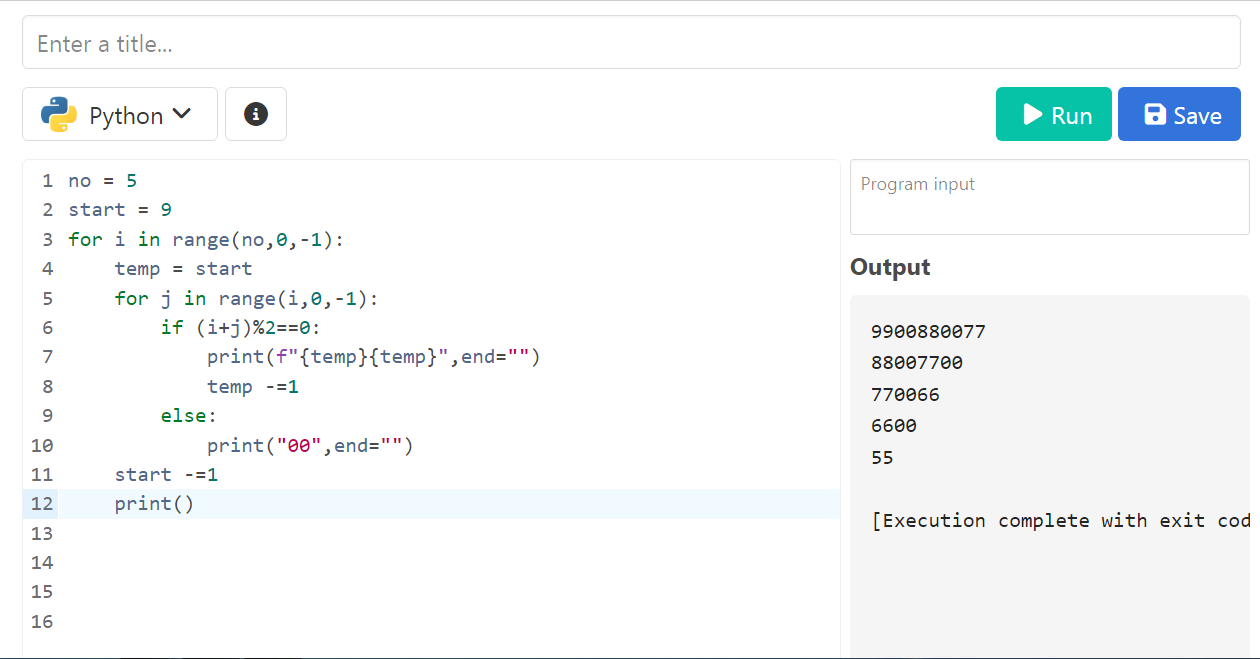 Enter a title...
Python
Run
Save
1 no = 5
2 start = 9
3 for i in range(no,0,-1):
4     temp = start
5     for j in range(i,0,-1):
6         if (i+j)%2==0:
7             print(f"{temp}{temp}",end="")
8             temp -=1
9         else:
10             print("00",end="")
11     start -=1
12     print()
13
14
15
16
Program input
Output
9900880077
88007700
770066
6600
55
[Execution complete with exit cod